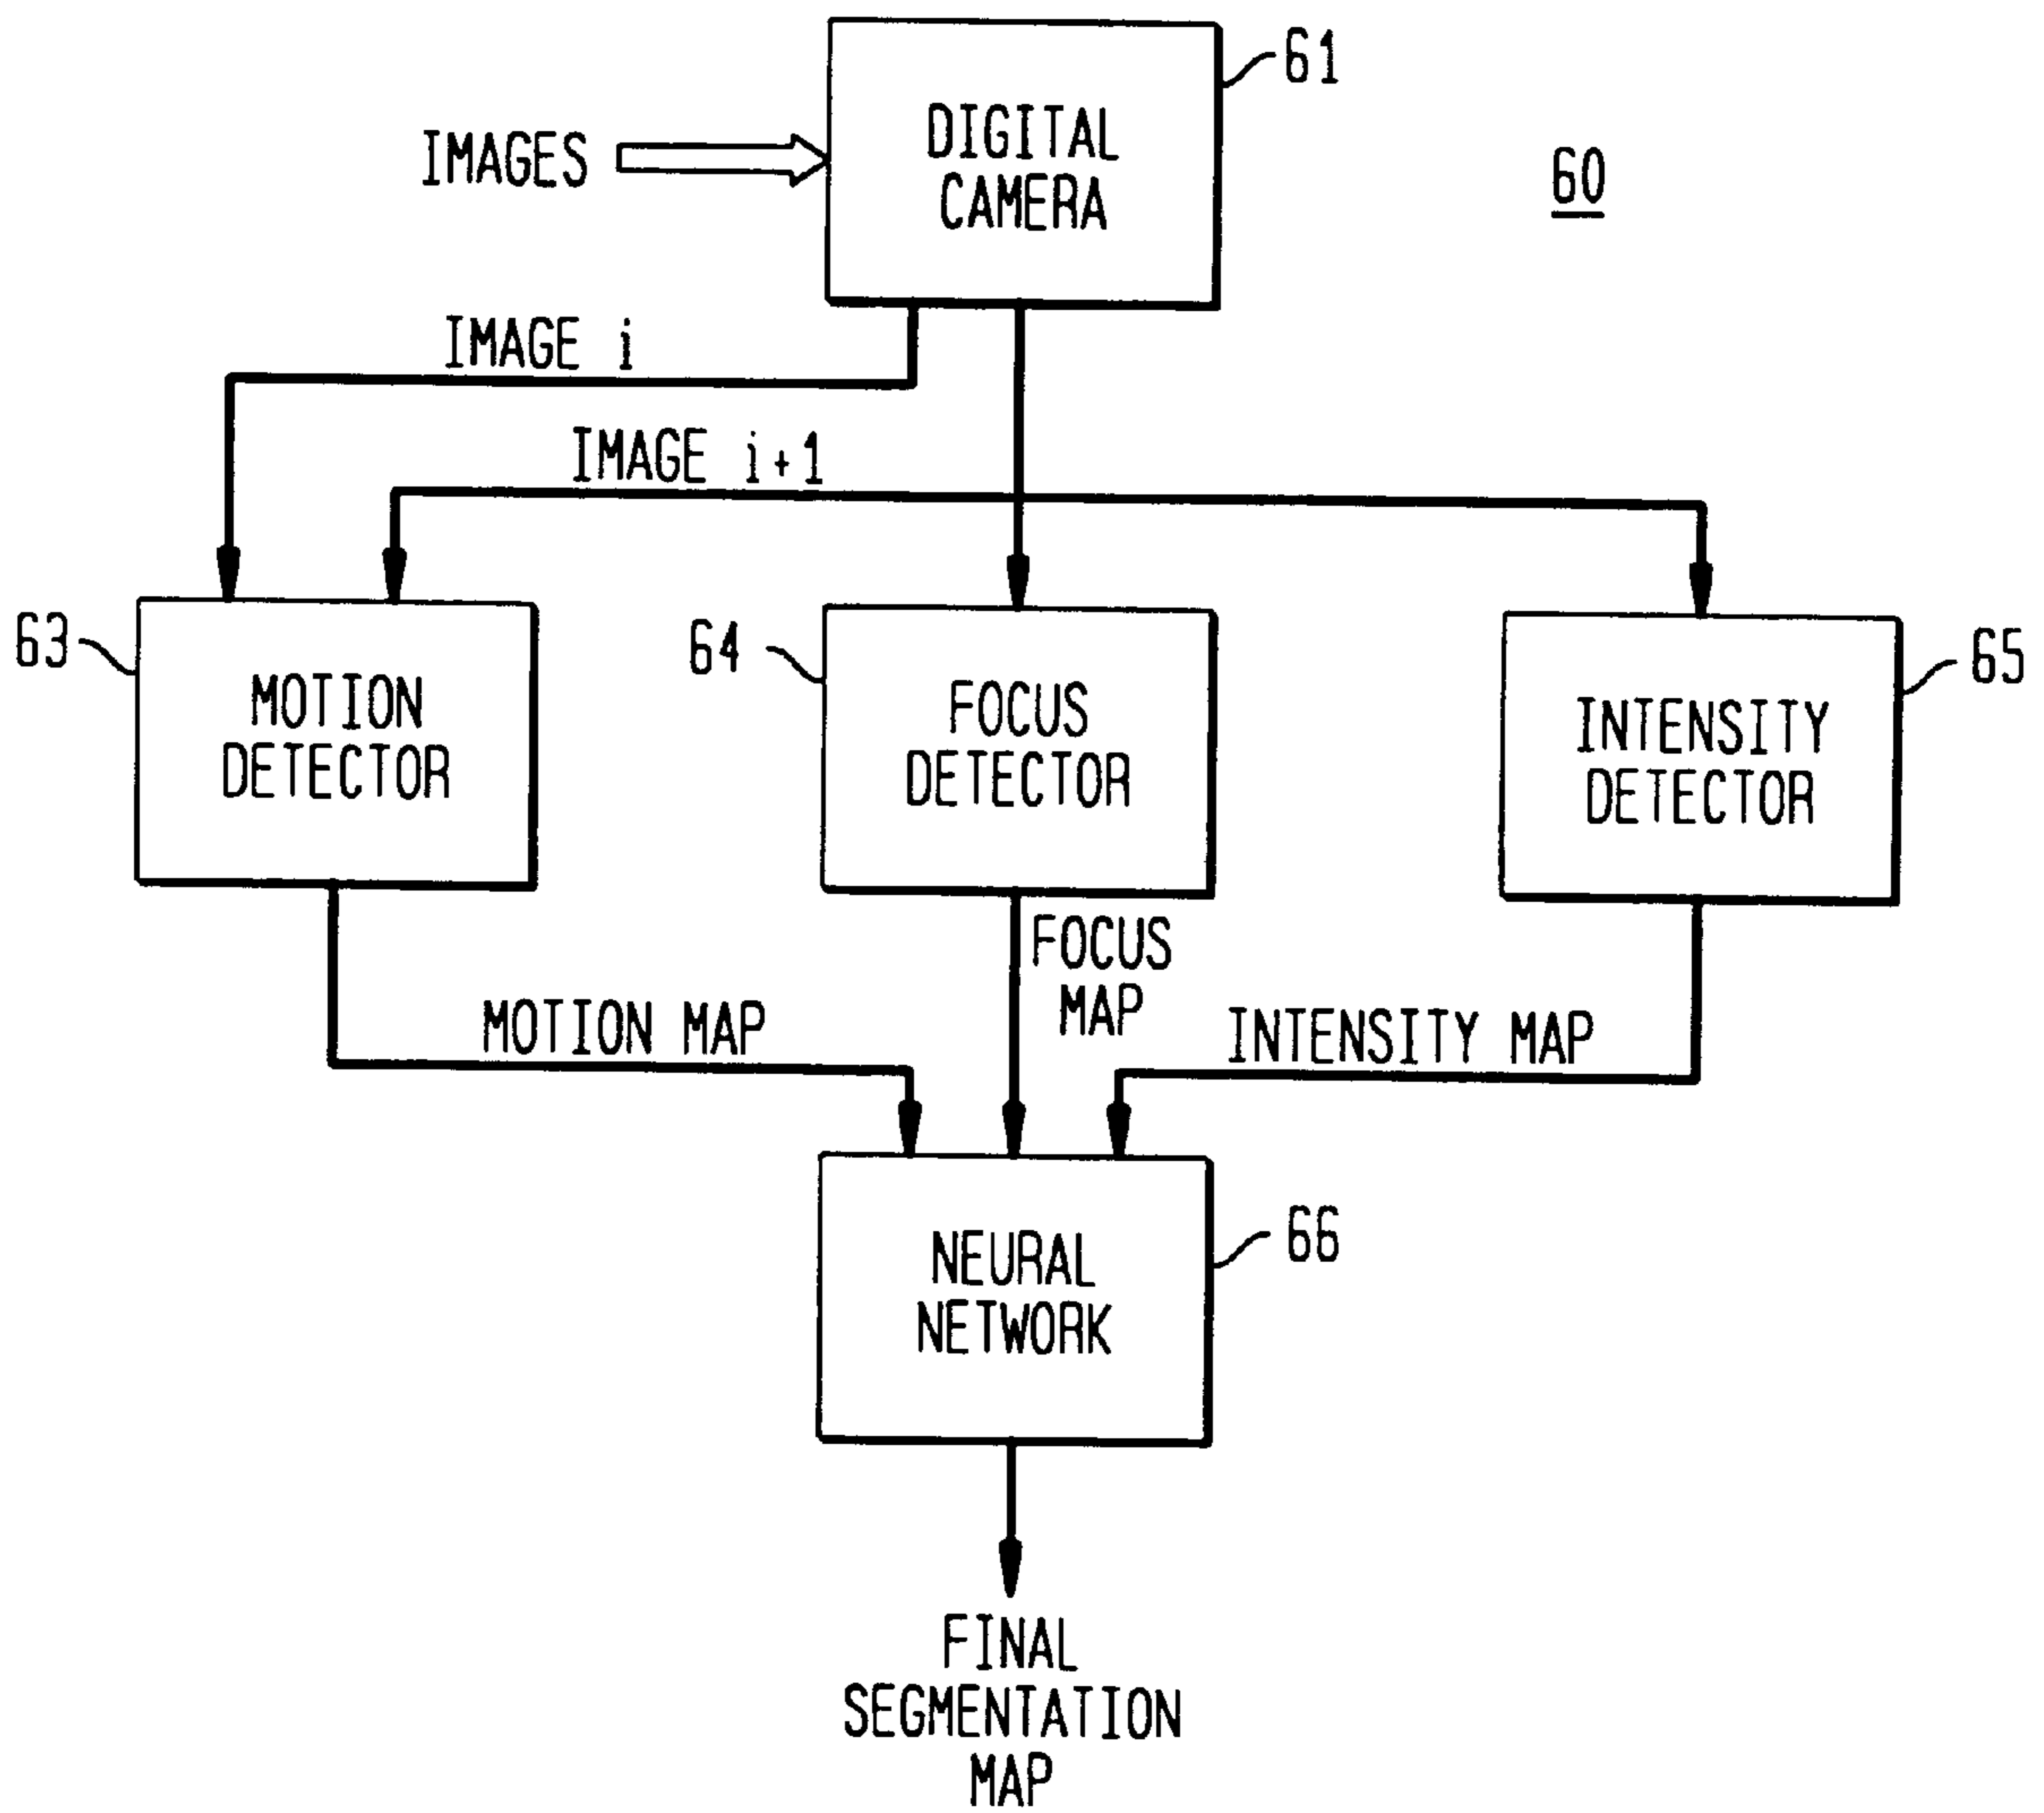 61
DIGITAL
CAMERA
IMAGES
60
IMAGE i
IMAGE i+1
63
MOTION
DETECTOR
64
FOCUS
DETECTOR
65
INTENSITY
DETECTOR
FOCUS
MAP
MOTION MAP
INTENSITY MAP
NEURAL
NETWORK
66
FINAL
SEGMENTATION
MAP